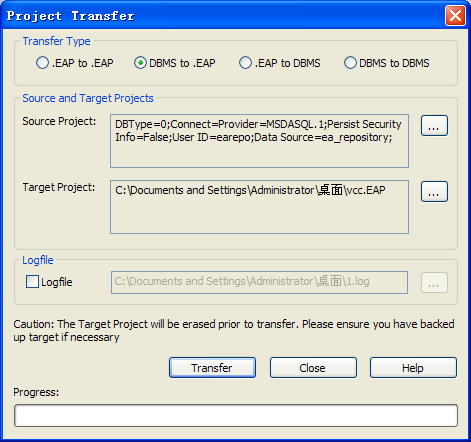 Project Transfer
Transfer Type
.EAP to .EAP
DBMS to .EAP
.EAP to DBMS
DBMS to DBMS
Source and Target Projects
Source Project:
DBType=0;Connect=Provider=MSDASQL.1;Persist Security
Info=False;User ID=earepo;Data Source=ea_repository;
...
Target Project:
C:\Documents and Settings\Administrator\桌面\vcc.EAP
...
Logfile
Logfile
C:\Documents and Settings\Administrator\桌面\1.log
...
Caution: The Target Project will be erased prior to transfer. Please ensure you have backed
up target if necessary
Transfer
Close
Help
Progress: